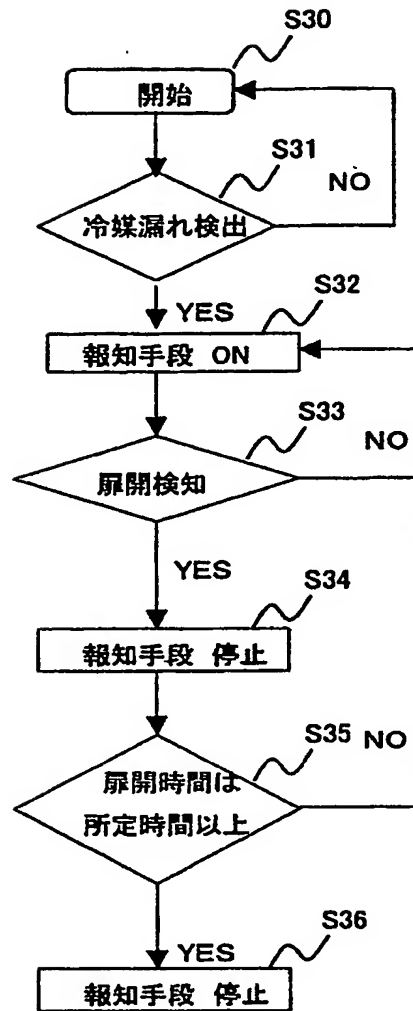 S30
開始
S31
NO
冷媒漏れ検出
S32
YES
報知手段 ON
S33
NO
扉開検知
YES
S34
報知手段 停止
S35 NO
扉開時間は
所定時間以上
S36
YES
報知手段 停止